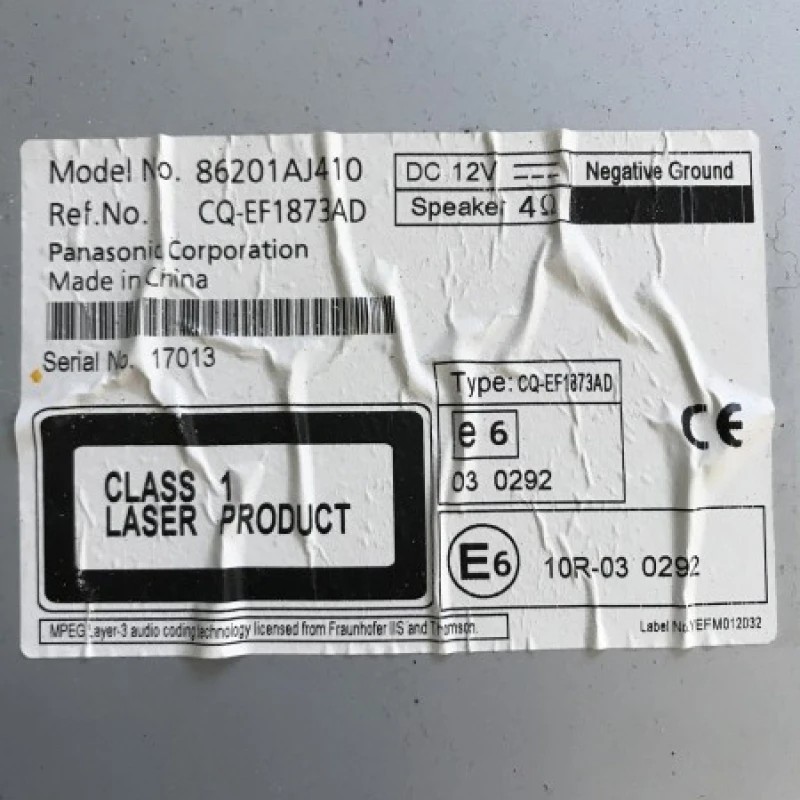 Model No. 86201AJ410
Ref.No. CQ-EF1873AD
Panasonic Corporation
Made in China
DC 12V
Negative Ground
Speaker 4Ω
Serial No. 17013
Type: CQ-EF1873AD
e 6
03 0292
CE
CLASS 1
LASER PRODUCT
E6
10R-03 0292
MPEG Layer-3 audio coding technology licensed from Fraunhofer IIS and Thomson.
Label No.YEFM012032